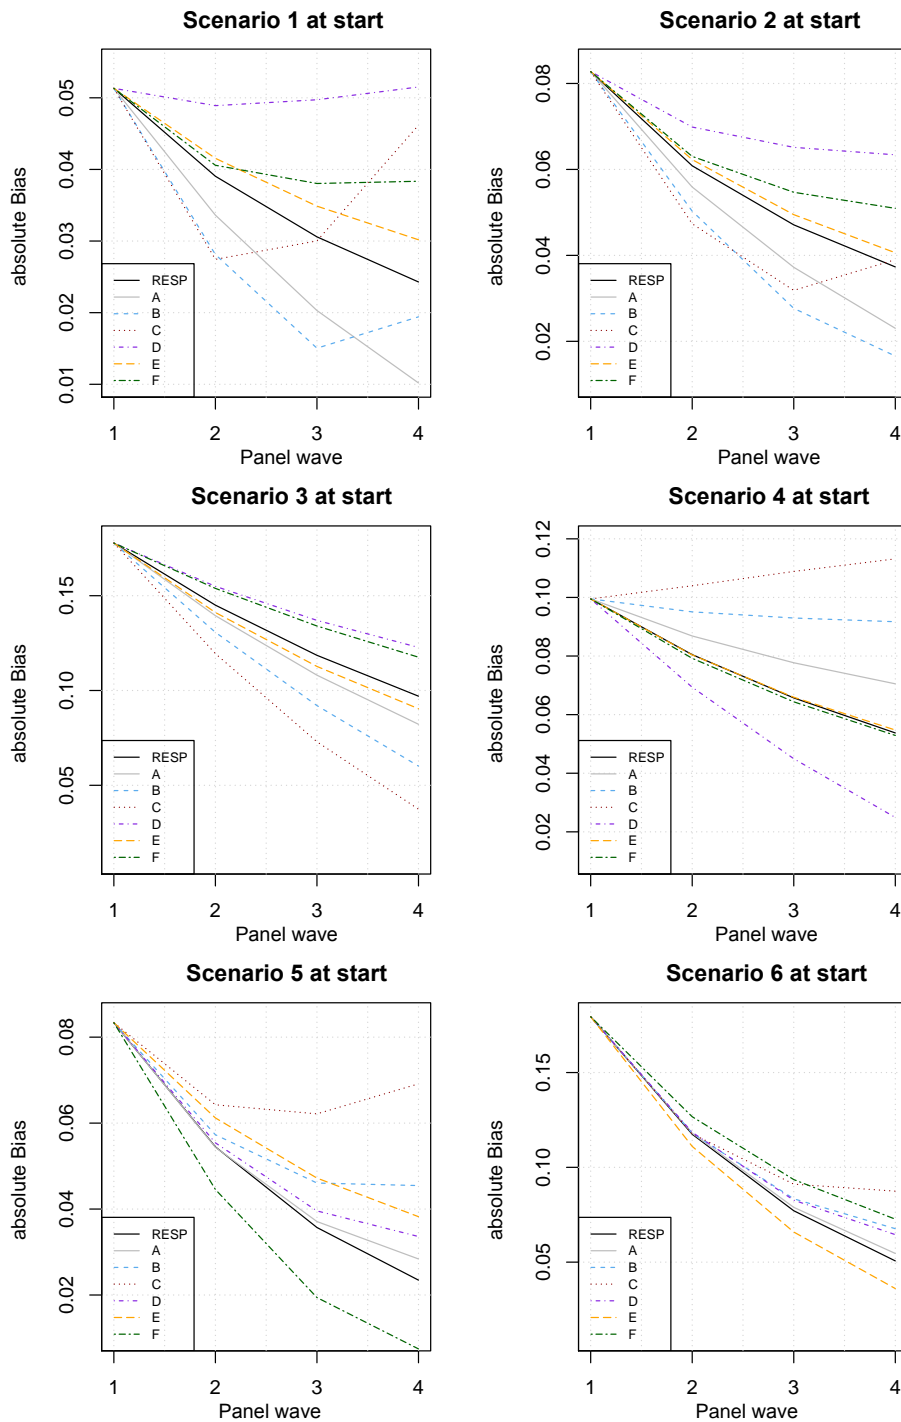 Scenario 1 at start
absolute Bias
0.05
0.04
0.03
0.02
0.01
RESP
A
B
C
D
E
F
1 2 3 4
Panel wave
Scenario 2 at start
absolute Bias
0.08
0.06
0.04
0.02
RESP
A
B
C
D
E
F
1 2 3 4
Panel wave
Scenario 3 at start
absolute Bias
0.15
0.10
0.05
RESP
A
B
C
D
E
F
1 2 3 4
Panel wave
Scenario 4 at start
absolute Bias
0.12
0.10
0.08
0.06
0.04
0.02
RESP
A
B
C
D
E
F
1 2 3 4
Panel wave
Scenario 5 at start
absolute Bias
0.08
0.06
0.04
0.02
RESP
A
B
C
D
E
F
1 2 3 4
Panel wave
Scenario 6 at start
absolute Bias
0.15
0.10
0.05
RESP
A
B
C
D
E
F
1 2 3 4
Panel wave